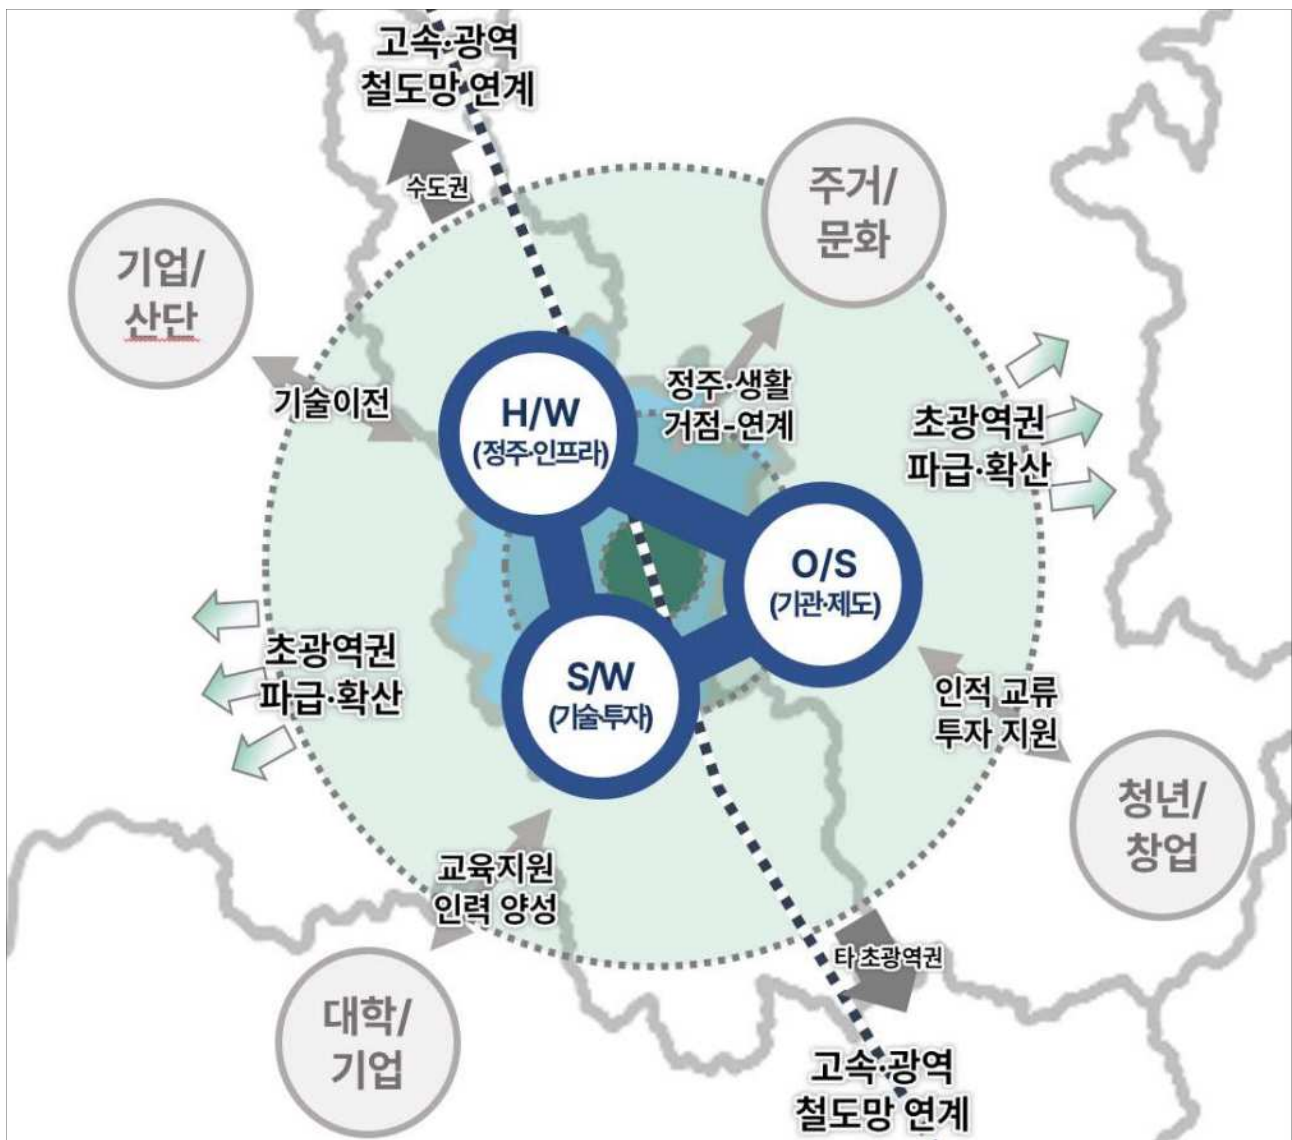 고속·광역
철도망 연계
수도권
주거/
문화
기업/
산단
기술이전
H/W
(정주·인프라)
정주·생활
거점-연계
초광역권
파급·확산
O/S
(기관·제도)
초광역권
파급·확산
S/W
(기술·투자)
인적 교류
투자 지원
청년/
창업
교육지원
인력 양성
타 초광역권
대학/
기업
고속·광역
철도망 연계